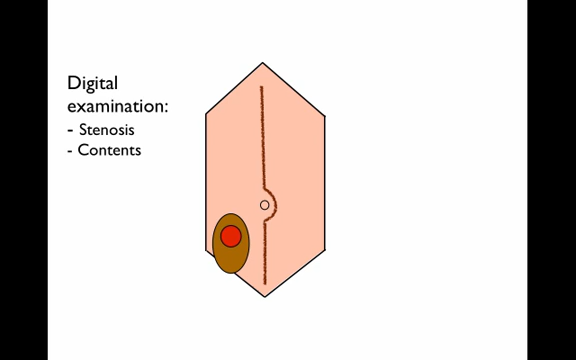 Digital
examination:
- Stenosis
- Contents